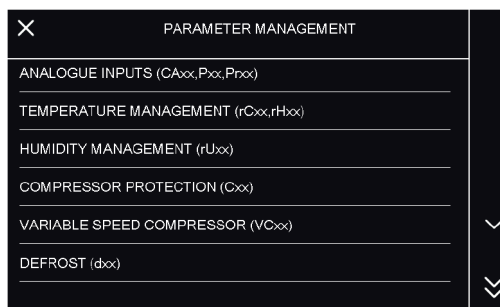 PARAMETER MANAGEMENT
ANALOGUE INPUTS (CAxx,Pxx,Prxx)
TEMPERATURE MANAGEMENT (rCxx,rHxx)
HUMIDITY MANAGEMENT (rUxx)
COMPRESSOR PROTECTION (Cxx)
VARIABLE SPEED COMPRESSOR (VCxx)
DEFROST (dxx)